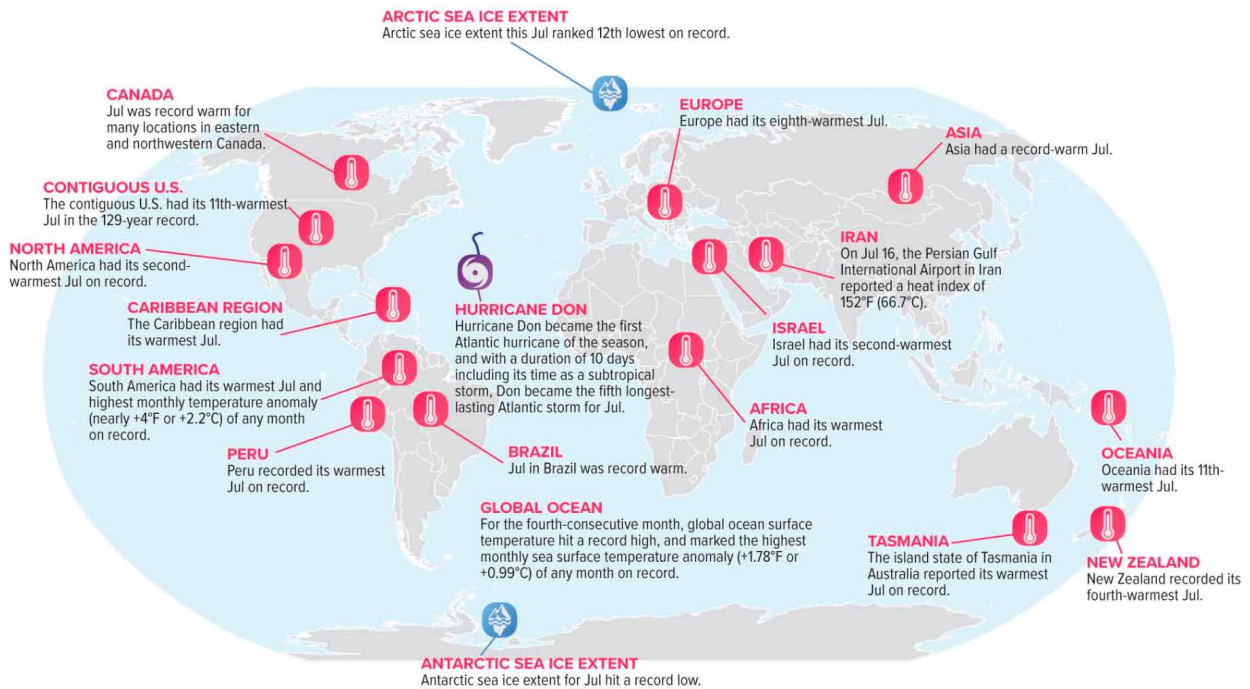 ARCTIC SEA ICE EXTENT
Arctic sea ice extent this Jul ranked 12th lowest on record.
CANADA
Jul was record warm for
many locations in eastern
and northwestern Canada.
EUROPE
Europe had its eighth-warmest Jul.
ASIA
Asia had a record-warm Jul.
CONTIGUOUS U.S.
The contiguous U.S. had its 11th-warmest
Jul in the 129-year record.
NORTH AMERICA
North America had its second-
warmest Jul on record.
IRAN
On Jul 16, the Persian Gulf
International Airport in Iran
reported a heat index of
152°F (66.7°C).
CARIBBEAN REGION
The Caribbean region had
its warmest Jul.
HURRICANE DON
Hurricane Don became the first
Atlantic hurricane of the season,
and with a duration of 10 days
including its time as a subtropical
storm, Don became the fifth longest-
lasting Atlantic storm for Jul.
ISRAEL
Israel had its second-warmest
Jul on record.
SOUTH AMERICA
South America had its warmest Jul and
highest monthly temperature anomaly
(nearly +4°F or +2.2°C) of any month
on record.
AFRICA
Africa had its warmest
Jul on record.
PERU
Peru recorded its warmest
Jul on record.
BRAZIL
Jul in Brazil was record warm.
OCEANIA
Oceania had its 11th-
warmest Jul.
GLOBAL OCEAN
For the fourth-consecutive month, global ocean surface
temperature hit a record high, and marked the highest
monthly sea surface temperature anomaly (+1.78°F or
+0.99°C) of any month on record.
TASMANIA
The island state of Tasmania in
Australia reported its warmest
Jul on record.
NEW ZEALAND
New Zealand recorded its
fourth-warmest Jul.
ANTARCTIC SEA ICE EXTENT
Antarctic sea ice extent for Jul hit a record low.